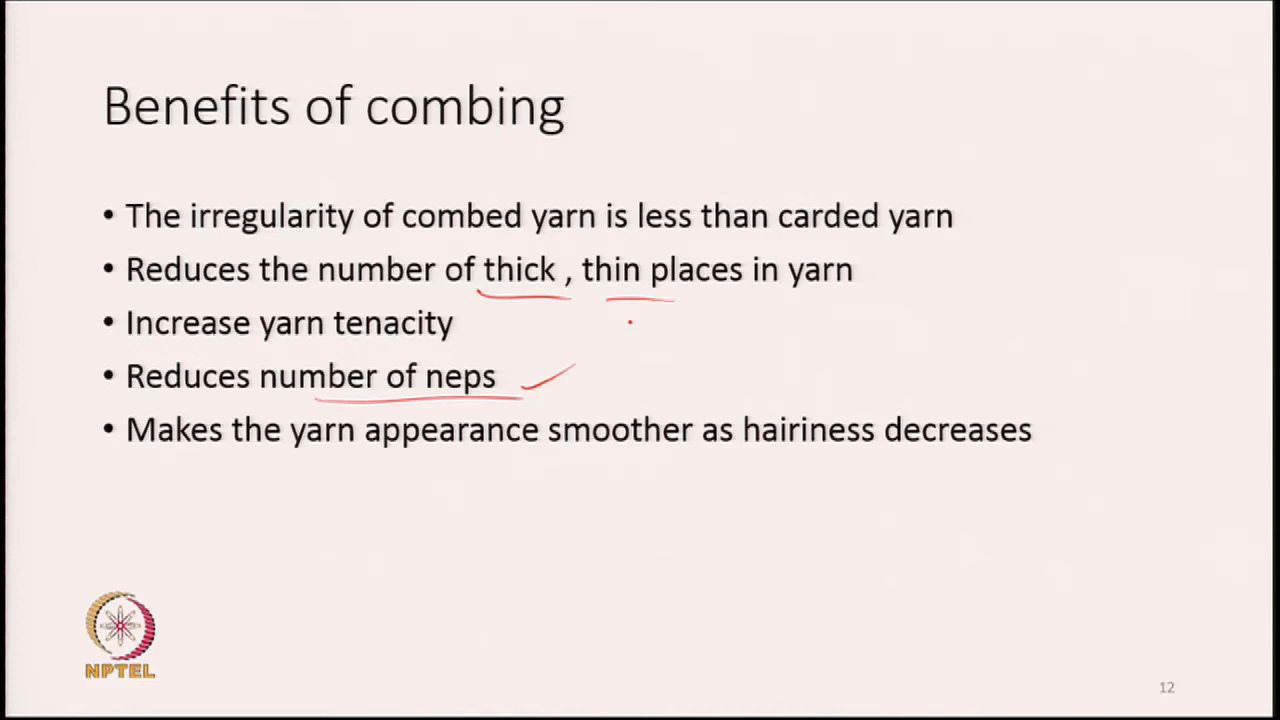 Benefits of combing
• The irregularity of combed yarn is less than carded yarn
• Reduces the number of thick , thin places in yarn
• Increase yarn tenacity
• Reduces number of neps
• Makes the yarn appearance smoother as hairiness decreases
NPTEL
12